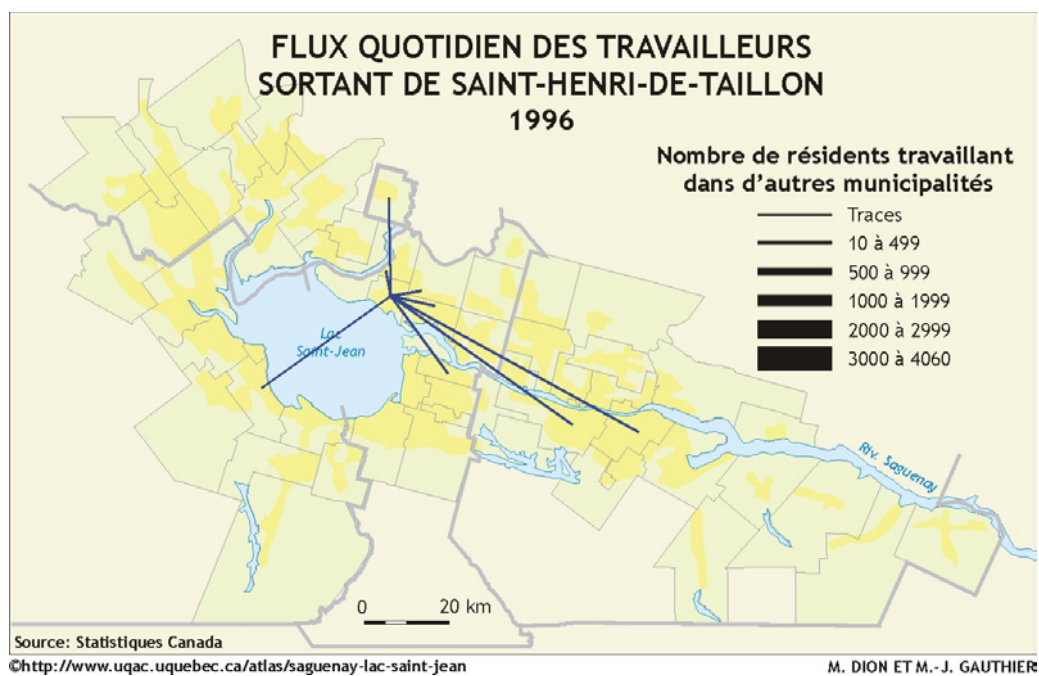 FLUX QUOTIDIEN DES TRAVAILLEURS
SORTANT DE SAINT-HENRI-DE-TAILLON
1996
Nombre de résidents travaillant
dans d'autres municipalités
Traces
10 à 499
500 à 999
1000 à 1999
2000 à 2999
3000 à 4060
Lac
Saint-Jean
Riv. Saguenay
0 20 km
Source: Statistiques Canada
©http://www.uqac.uquebec.ca/atlas/saguenay-lac-saint-jean
M. DION ET M.-J. GAUTHIER